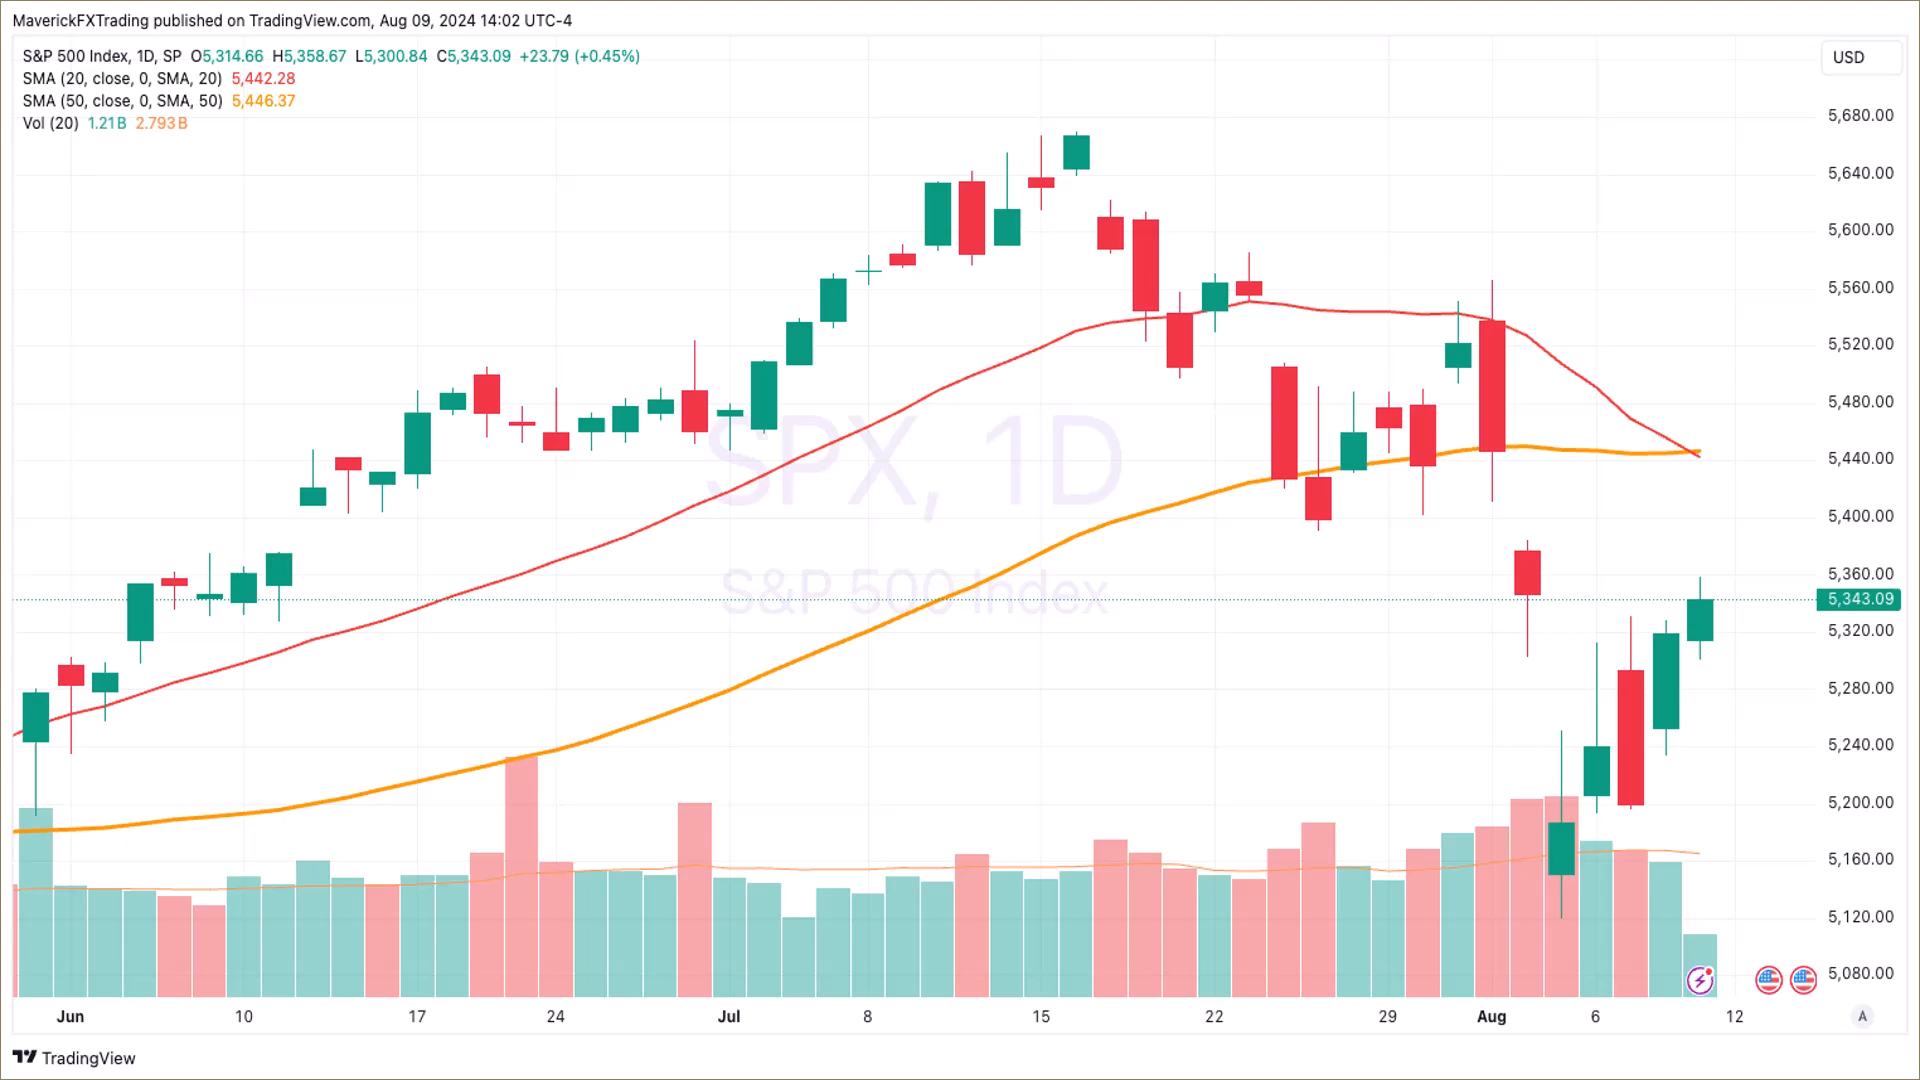 MaverickFXTrading published on TradingView.com, Aug 09, 2024 14:02 UTC-4
S&P 500 Index, 1D, SP O5,314.66 H5,358.67 L5,300.84 C5,343.09 +23.79 (+0.45%)
USD
SMA (20, close, 0, SMA, 20) 5,442.28
SMA (50, close, 0, SMA, 50) 5,446.37
Vol (20) 1.21B 2.793B
5,680.00
5,640.00
5,600.00
5,560.00
5,520.00
5,480.00
SPX, 1D
5,440.00
5,400.00
5,360.00
S&P 500 Index
5,343.09
5,320.00
5,280.00
5,240.00
5,200.00
5,160.00
5,120.00
5,080.00
Jun 10 17 24 Jul 8 15 22 29 Aug 6 12 A
TradingView